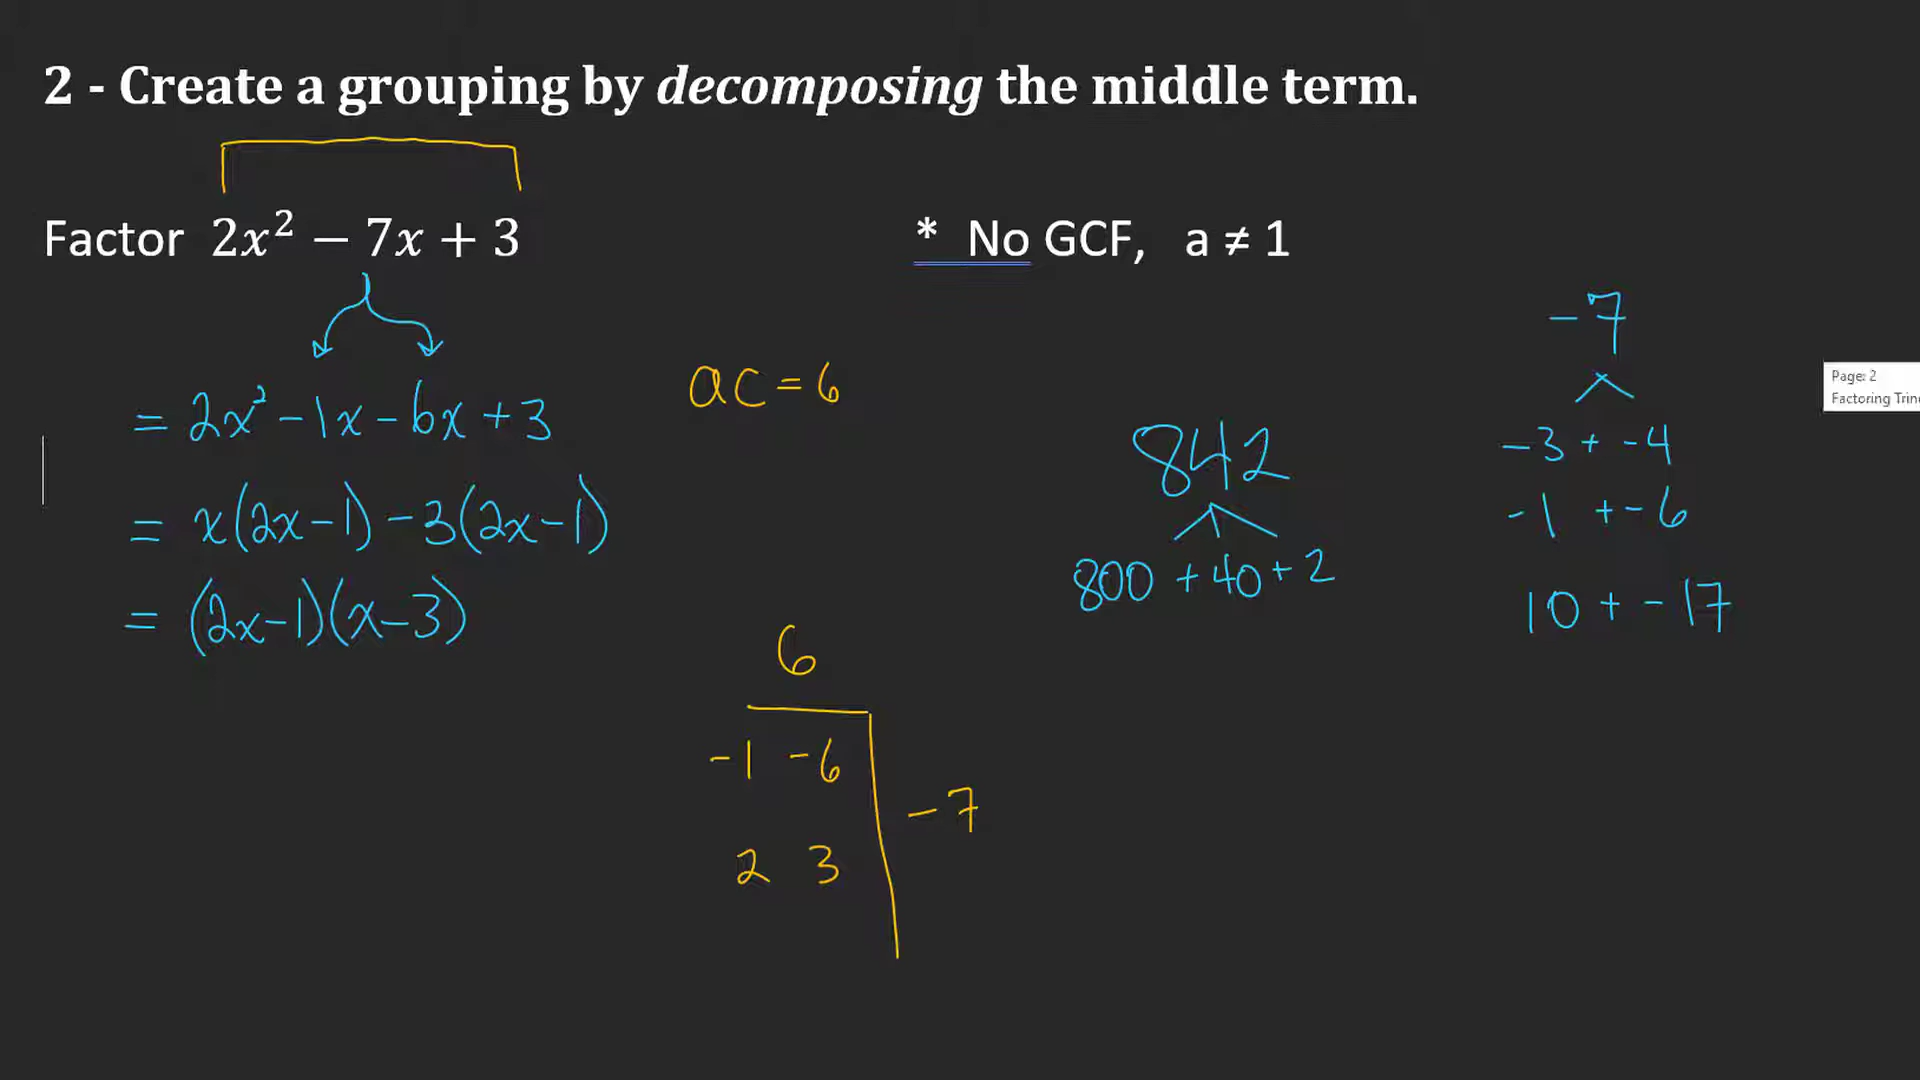 2 - Create a grouping by decomposing the middle term.
Factor 2x² − 7x + 3
* No GCF, a ≠ 1
= 2x² - 1x - 6x + 3
= x(2x-1) - 3(2x-1)
= (2x-1)(x-3)
ac = 6
6
-1 -6
2 3
-7
842
800 + 40 + 2
-7
-3 + -4
-1 + -6
10 + -17
Page: 2
Factoring Trin